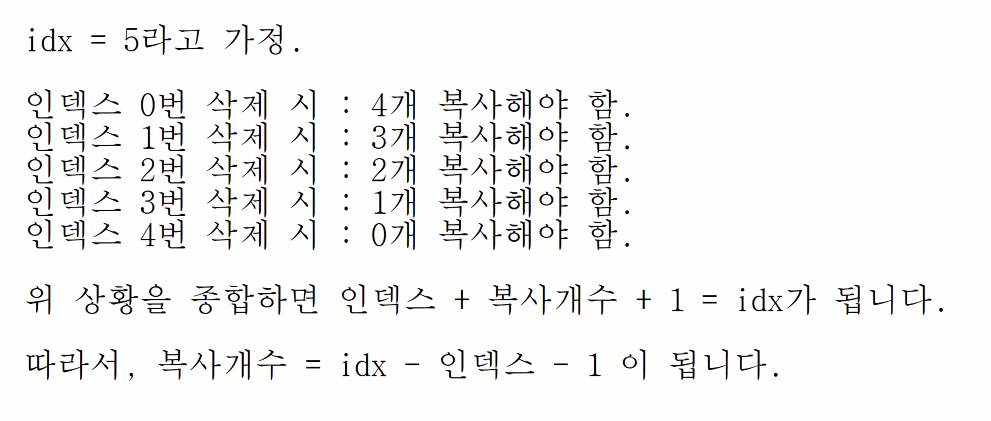 idx = 5라고 가정.
인덱스 0번 삭제 시 : 4개 복사해야 함.
인덱스 1번 삭제 시 : 3개 복사해야 함.
인덱스 2번 삭제 시 : 2개 복사해야 함.
인덱스 3번 삭제 시 : 1개 복사해야 함.
인덱스 4번 삭제 시 : 0개 복사해야 함.
위 상황을 종합하면 인덱스 + 복사개수 + 1 = idx가 됩니다.
따라서, 복사개수 = idx - 인덱스 - 1 이 됩니다.